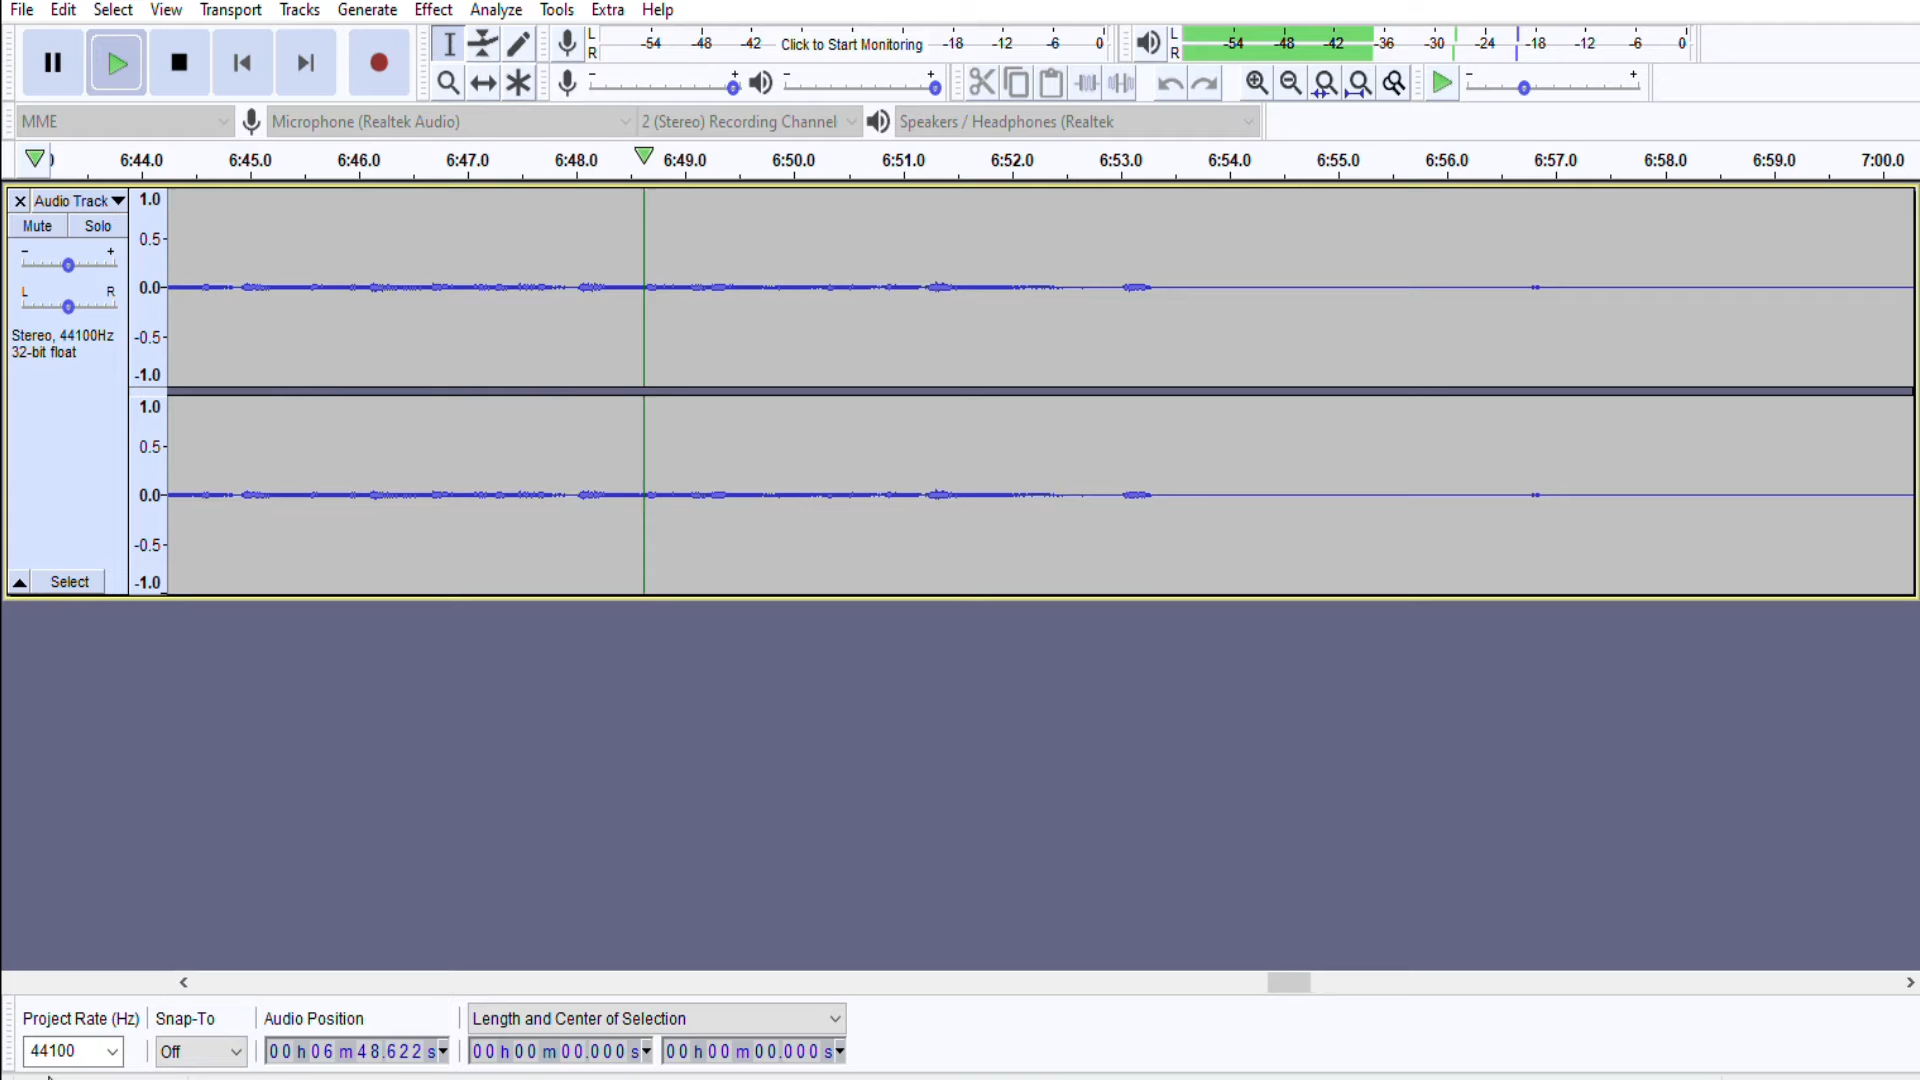 File Edit Select View Transport Tracks Generate Effect Analyze Tools Extra Help
L
R
-54 -48 -42 Click to Start Monitoring -18 -12 -6 0
L
R
-54 -48 -42 -36 -30 -24 -18 -12 -6 0
- + - + - +
MME Microphone (Realtek Audio) 2 (Stereo) Recording Channel Speakers / Headphones (Realtek
6:44.0 6:45.0 6:46.0 6:47.0 6:48.0 6:49.0 6:50.0 6:51.0 6:52.0 6:53.0 6:54.0 6:55.0 6:56.0 6:57.0 6:58.0 6:59.0 7:00.0
Audio Track
Mute Solo
- +
L R
Stereo, 44100Hz
32-bit float
Select
1.0
0.5
0.0
-0.5
-1.0
1.0
0.5
0.0
-0.5
-1.0
Project Rate (Hz) Snap-To Audio Position Length and Center of Selection
44100 Off 00 h 06 m 48.622 s 00 h 00 m 00.000 s 00 h 00 m 00.000 s